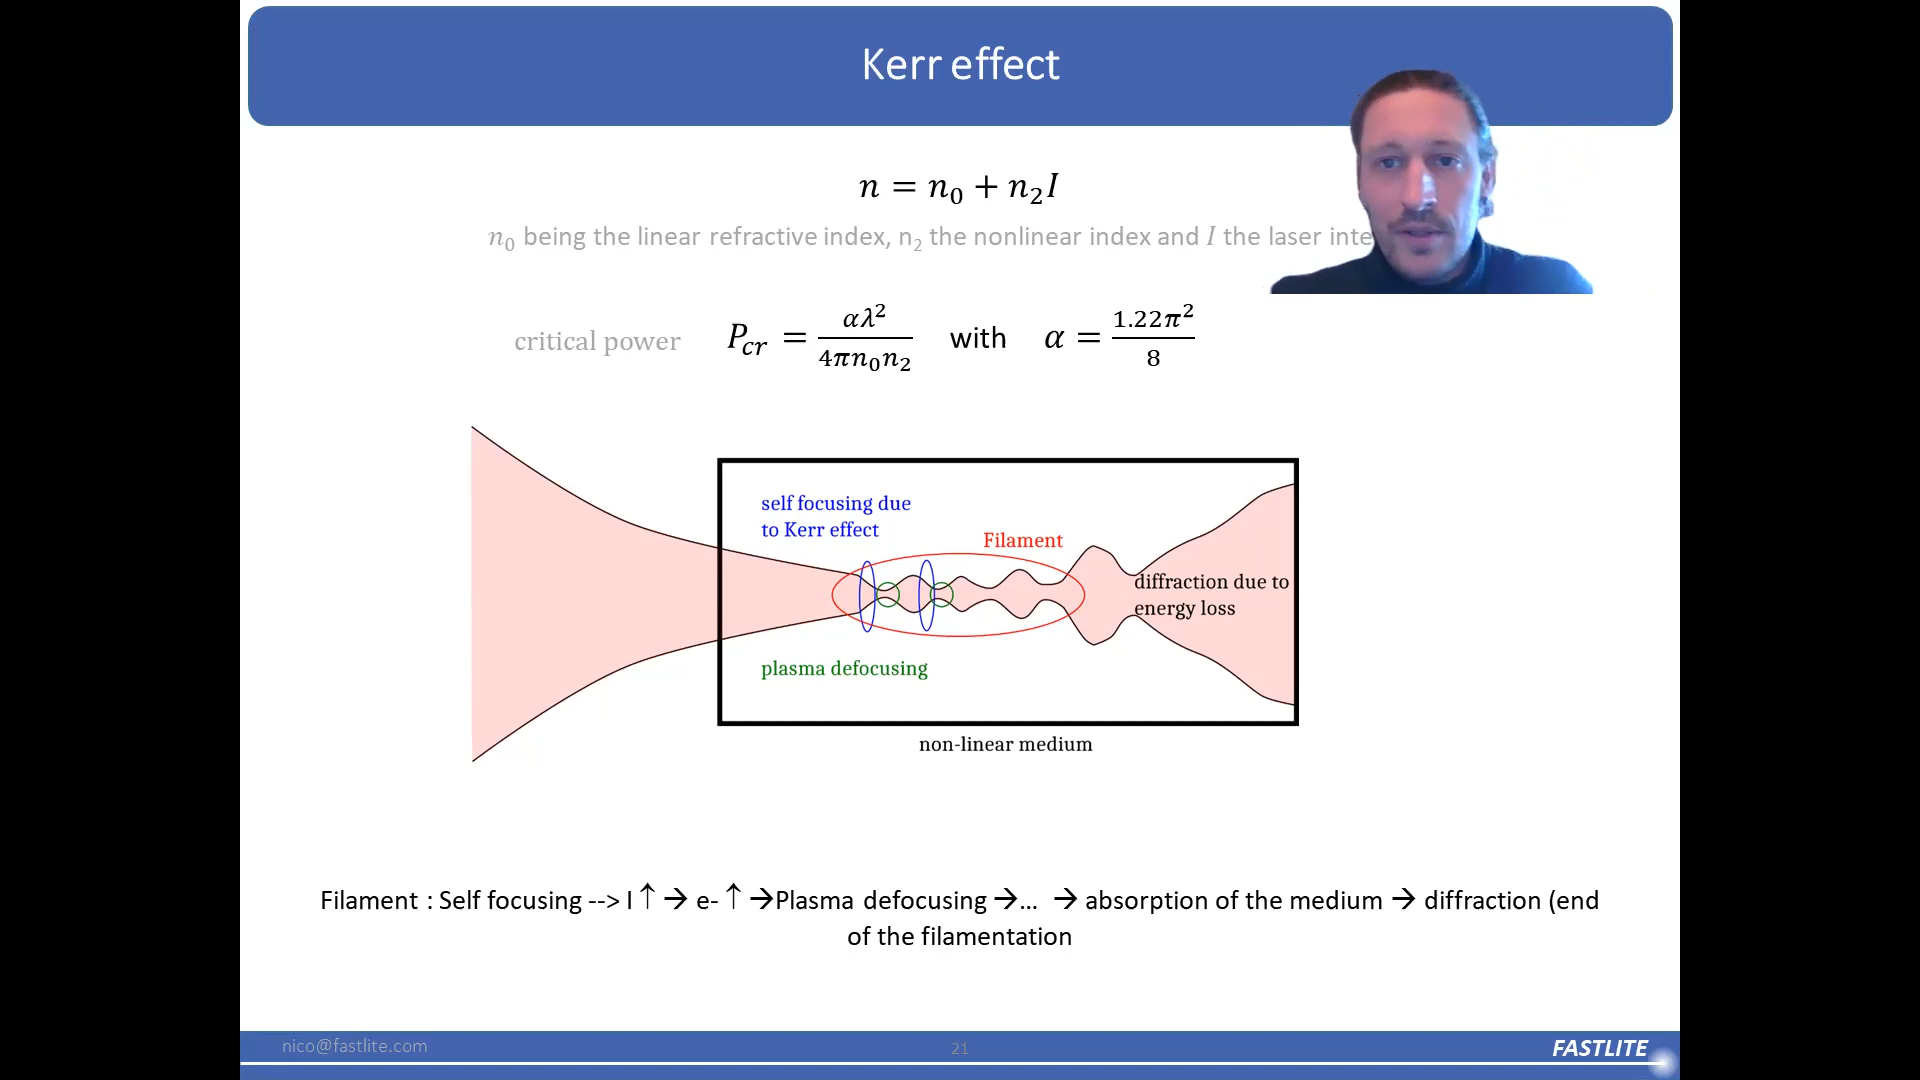 Kerr effect
n = n₀ + n₂I
n₀ being the linear refractive index, n₂ the nonlinear index and I the laser inte
critical power P_cr = αλ² / 4πn₀n₂ with α = 1.22π² / 8
self focusing due
to Kerr effect
Filament
diffraction due to
energy loss
plasma defocusing
non-linear medium
Filament : Self focusing --> I ↑ → e- ↑ →Plasma defocusing →... → absorption of the medium → diffraction (end
of the filamentation
nico@fastlite.com
21
FASTLITE